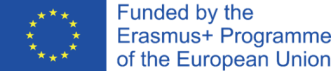 Funded by the
Erasmus+ Programme
of the European Union